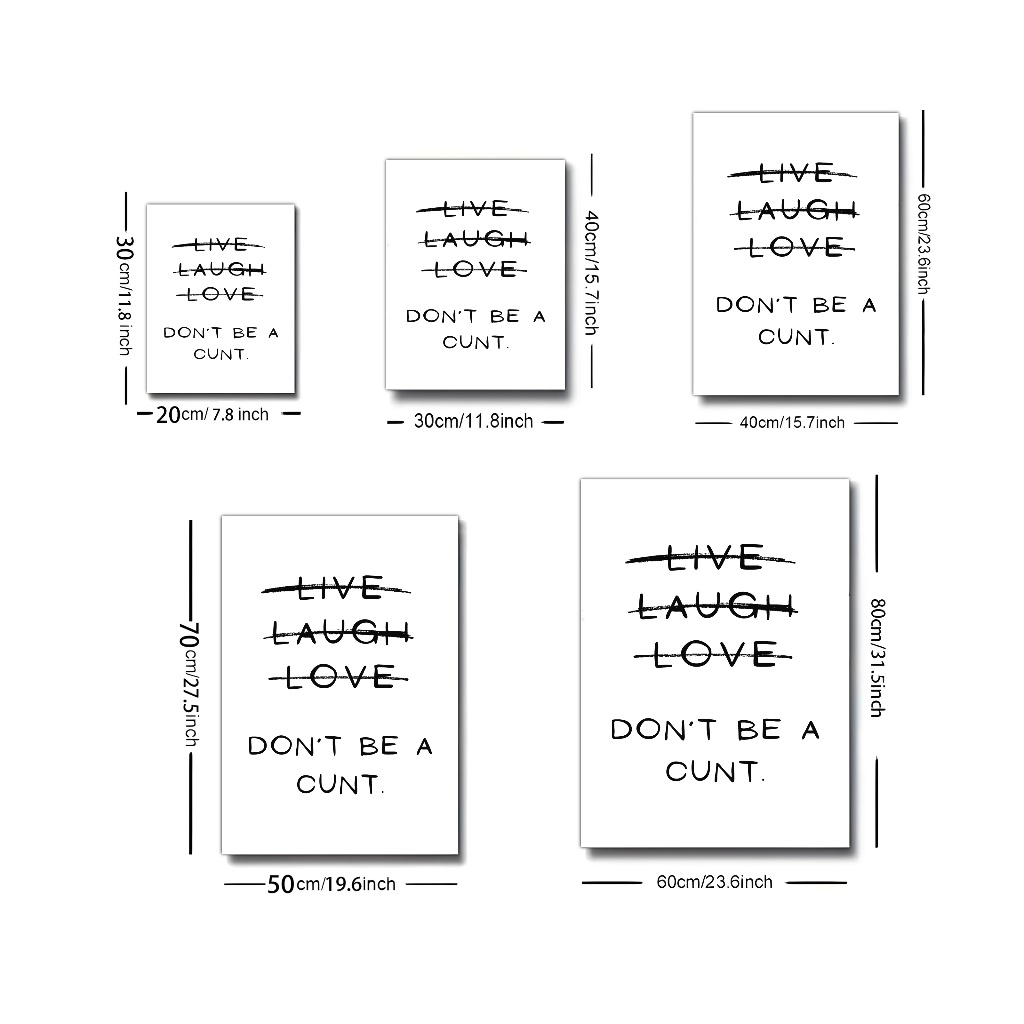 LIVE
LAUGH
LOVE
DON'T BE A
CUNT.
30cm/11.8 inch
20cm/ 7.8 inch
LIVE
LAUGH
LOVE
DON'T BE A
CUNT.
40cm/15.7inch
30cm/11.8inch
LIVE
LAUGH
LOVE
DON'T BE A
CUNT.
60cm/23.6inch
40cm/15.7inch
LIVE
LAUGH
LOVE
DON'T BE A
CUNT.
70cm/27.5inch
50cm/19.6inch
LIVE
LAUGH
LOVE
DON'T BE A
CUNT.
80cm/31.5inch
60cm/23.6inch